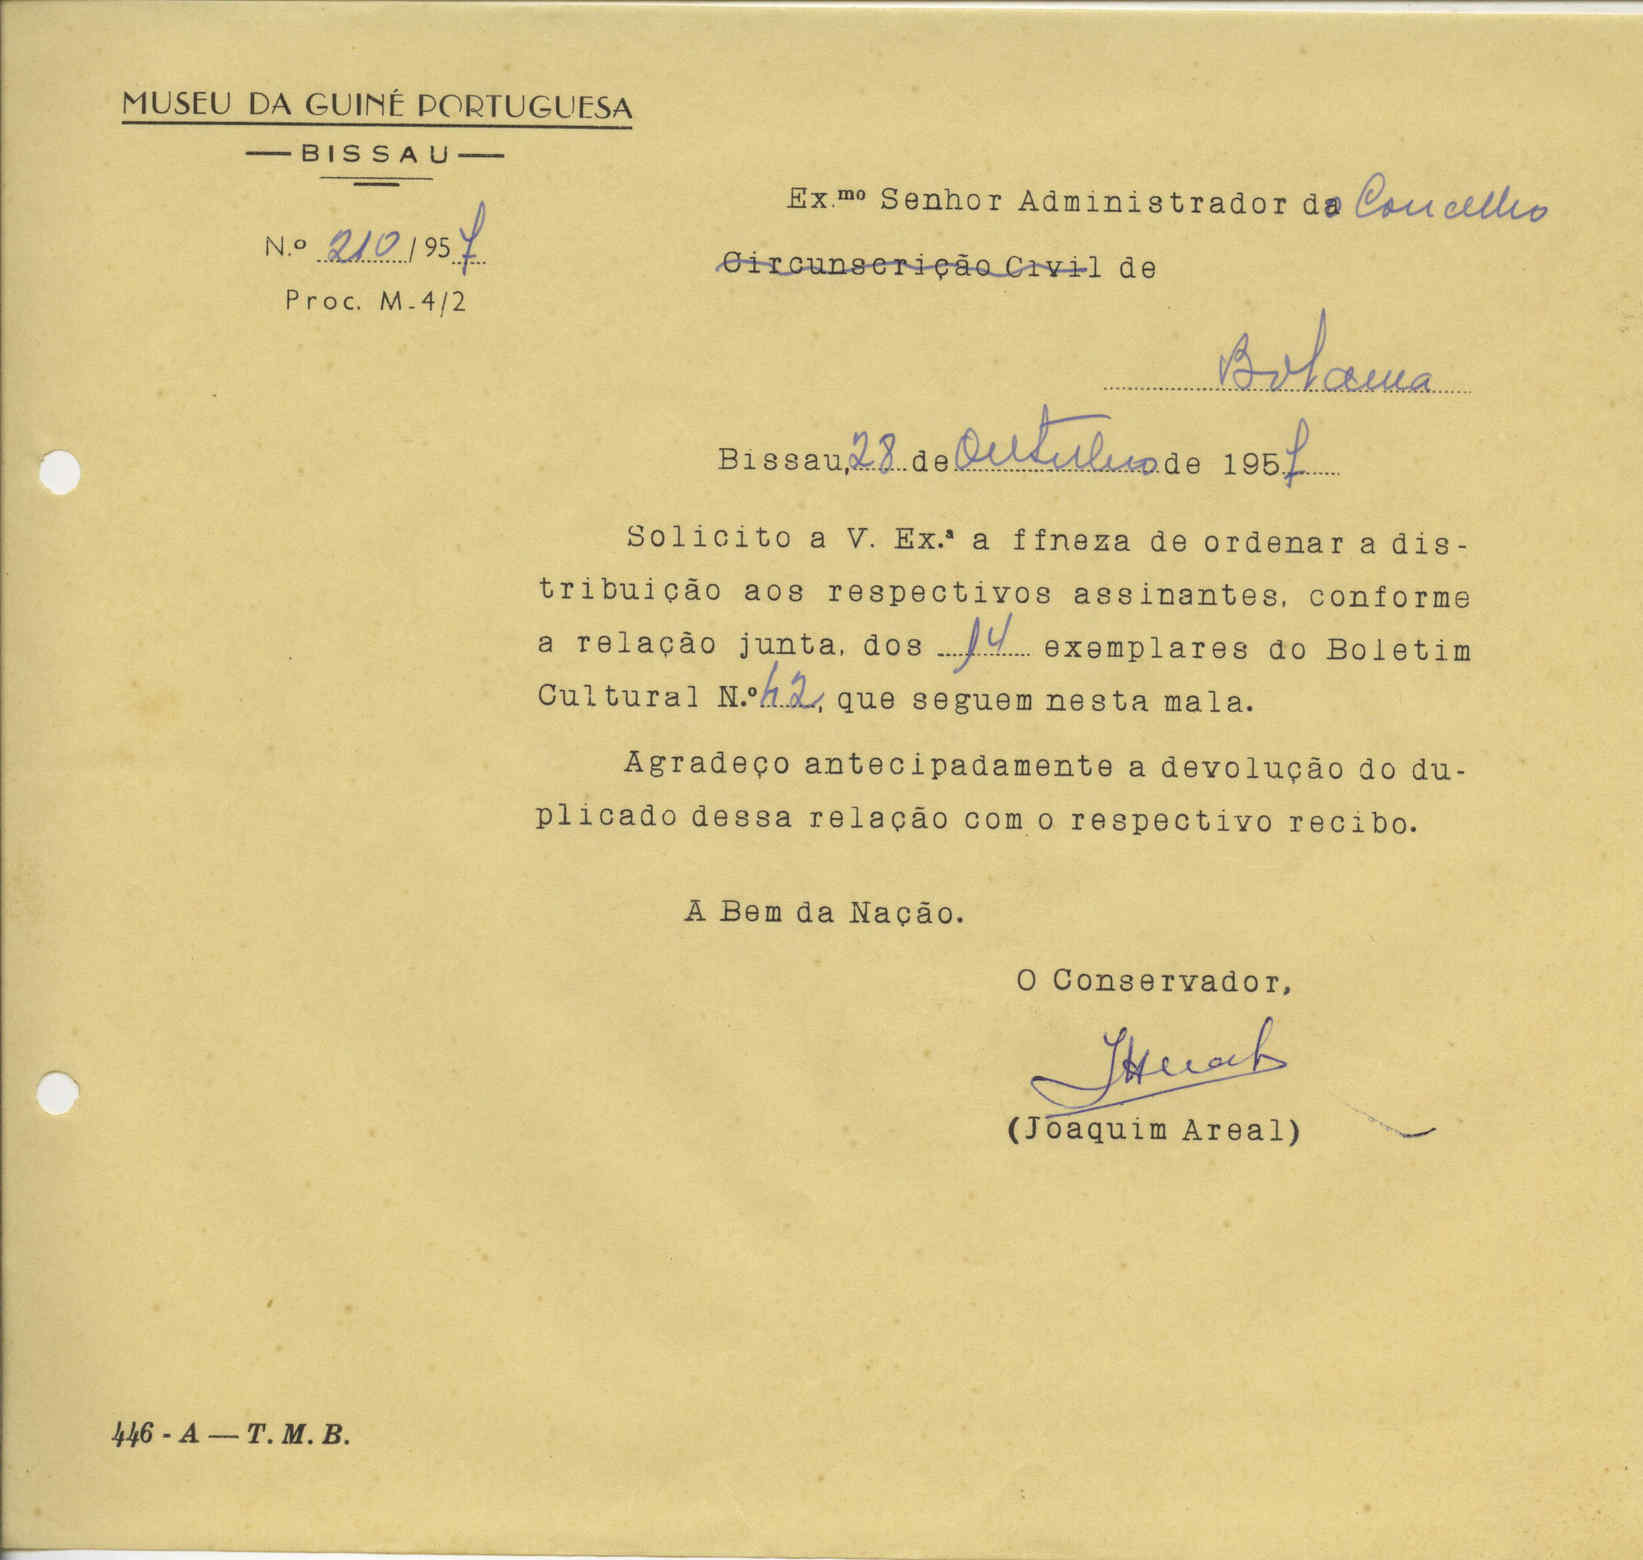 MUSEU DA GUINÉ PORTUGUESA
— BISSAU —
N.º 210/957
Proc. M-4/2
Ex.mo Senhor Administrador do Concelho
Circunscrição Civil de
Bolama
Bissau, 28 de Outubro de 1957
Solicito a V. Ex.ª a ffneza de ordenar a dis-
tribuição aos respectivos assinantes, conforme
a relação junta, dos 14 exemplares do Boletim
Cultural N.º 42, que seguem nesta mala.
Agradeço antecipadamente a devolução do du-
plicado dessa relação com o respectivo recibo.
A Bem da Nação.
O Conservador,
(Joaquim Areal)
446 - A — T. M. B.